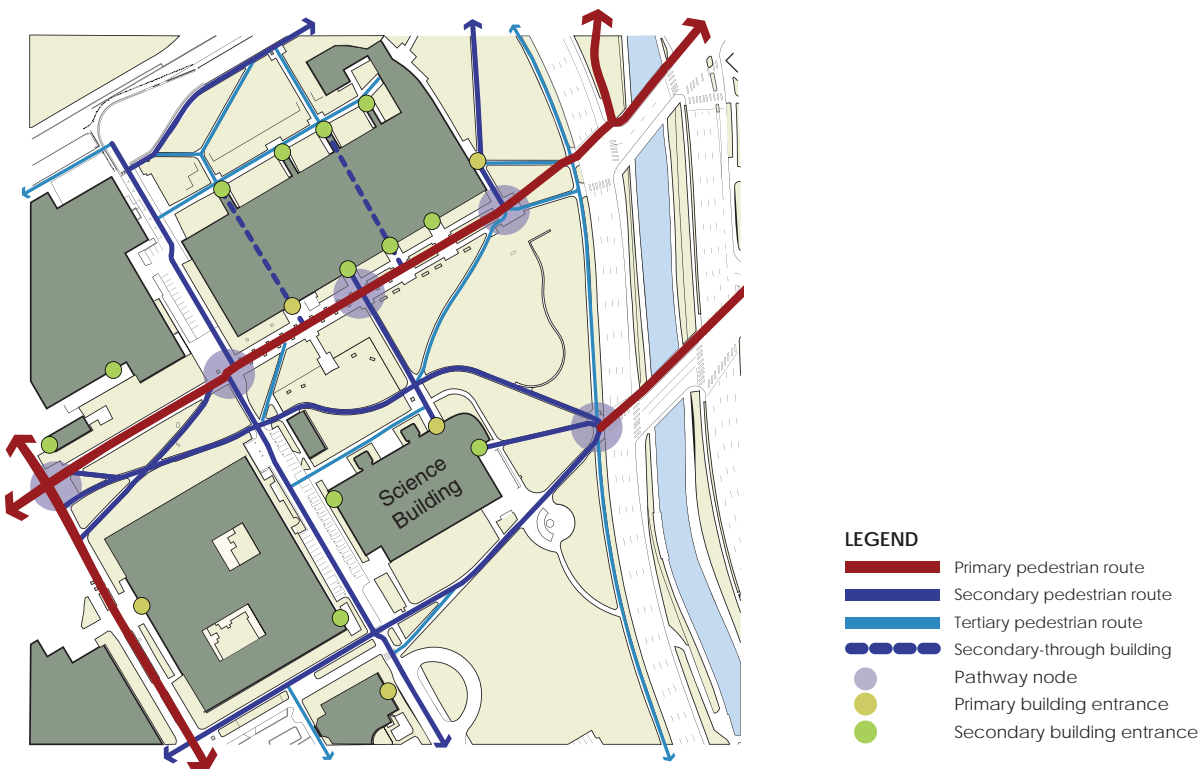 Science
Building
LEGEND
Primary pedestrian route
Secondary pedestrian route
Tertiary pedestrian route
Secondary-through building
Pathway node
Primary building entrance
Secondary building entrance